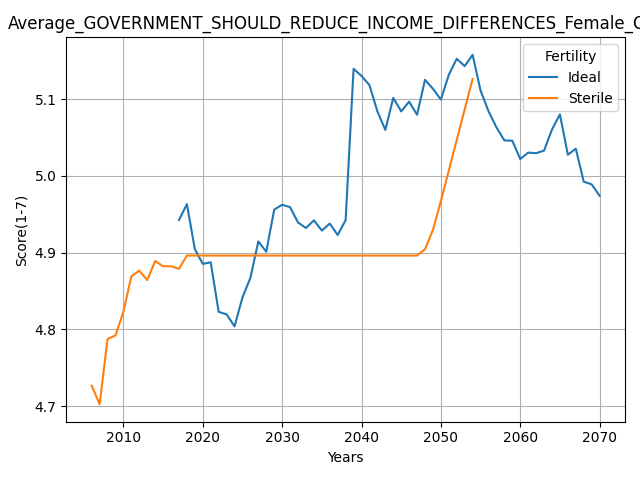 Average_GOVERNMENT_SHOULD_REDUCE_INCOME_DIFFERENCES_Female_
Fertility
Ideal
Sterile
Score(1-7)
5.1
5.0
4.9
4.8
4.7
2010 2020 2030 2040 2050 2060 2070
Years